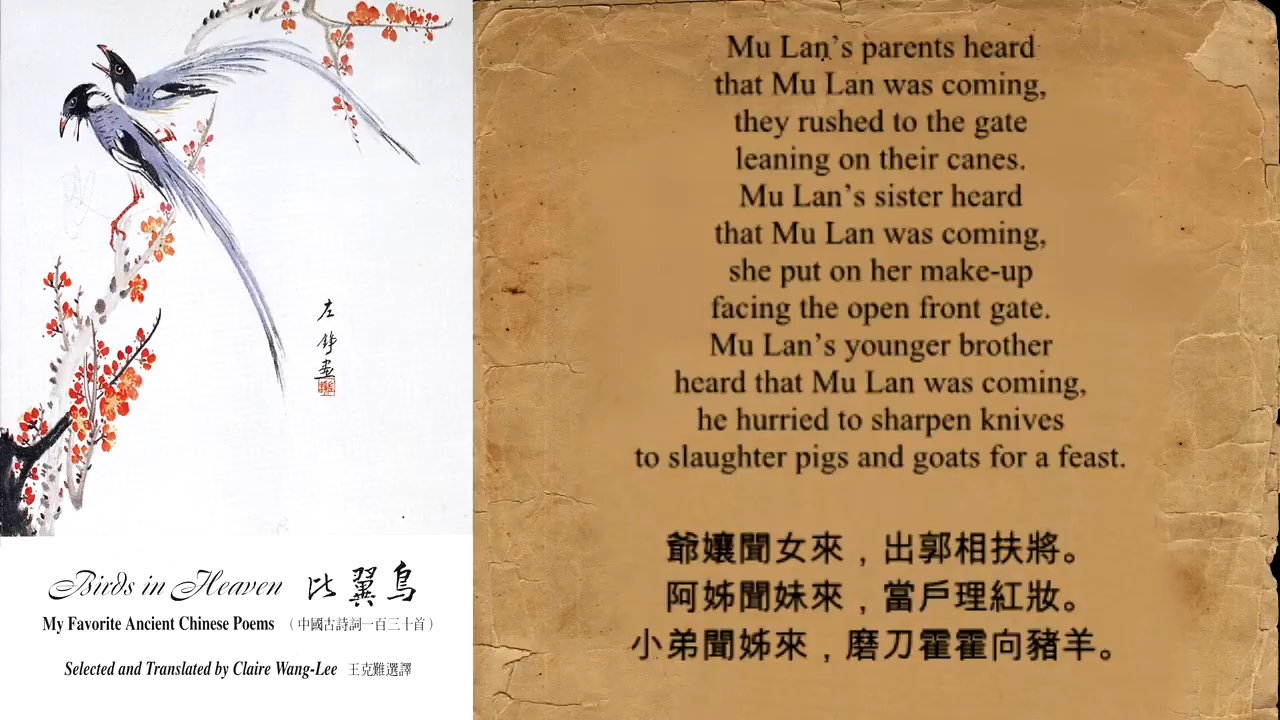 左錚畫
Birds in Heaven 比翼鳥
My Favorite Ancient Chinese Poems （中國古詩詞一百三十首）
Selected and Translated by Claire Wang-Lee 王克難選譯
Mu Lan’s parents heard
that Mu Lan was coming,
they rushed to the gate
leaning on their canes.
Mu Lan’s sister heard
that Mu Lan was coming,
she put on her make-up
facing the open front gate.
Mu Lan’s younger brother
heard that Mu Lan was coming,
he hurried to sharpen knives
to slaughter pigs and goats for a feast.
爺孃聞女來，出郭相扶將。
阿姊聞妹來，當戶理紅妝。
小弟聞姊來，磨刀霍霍向豬羊。